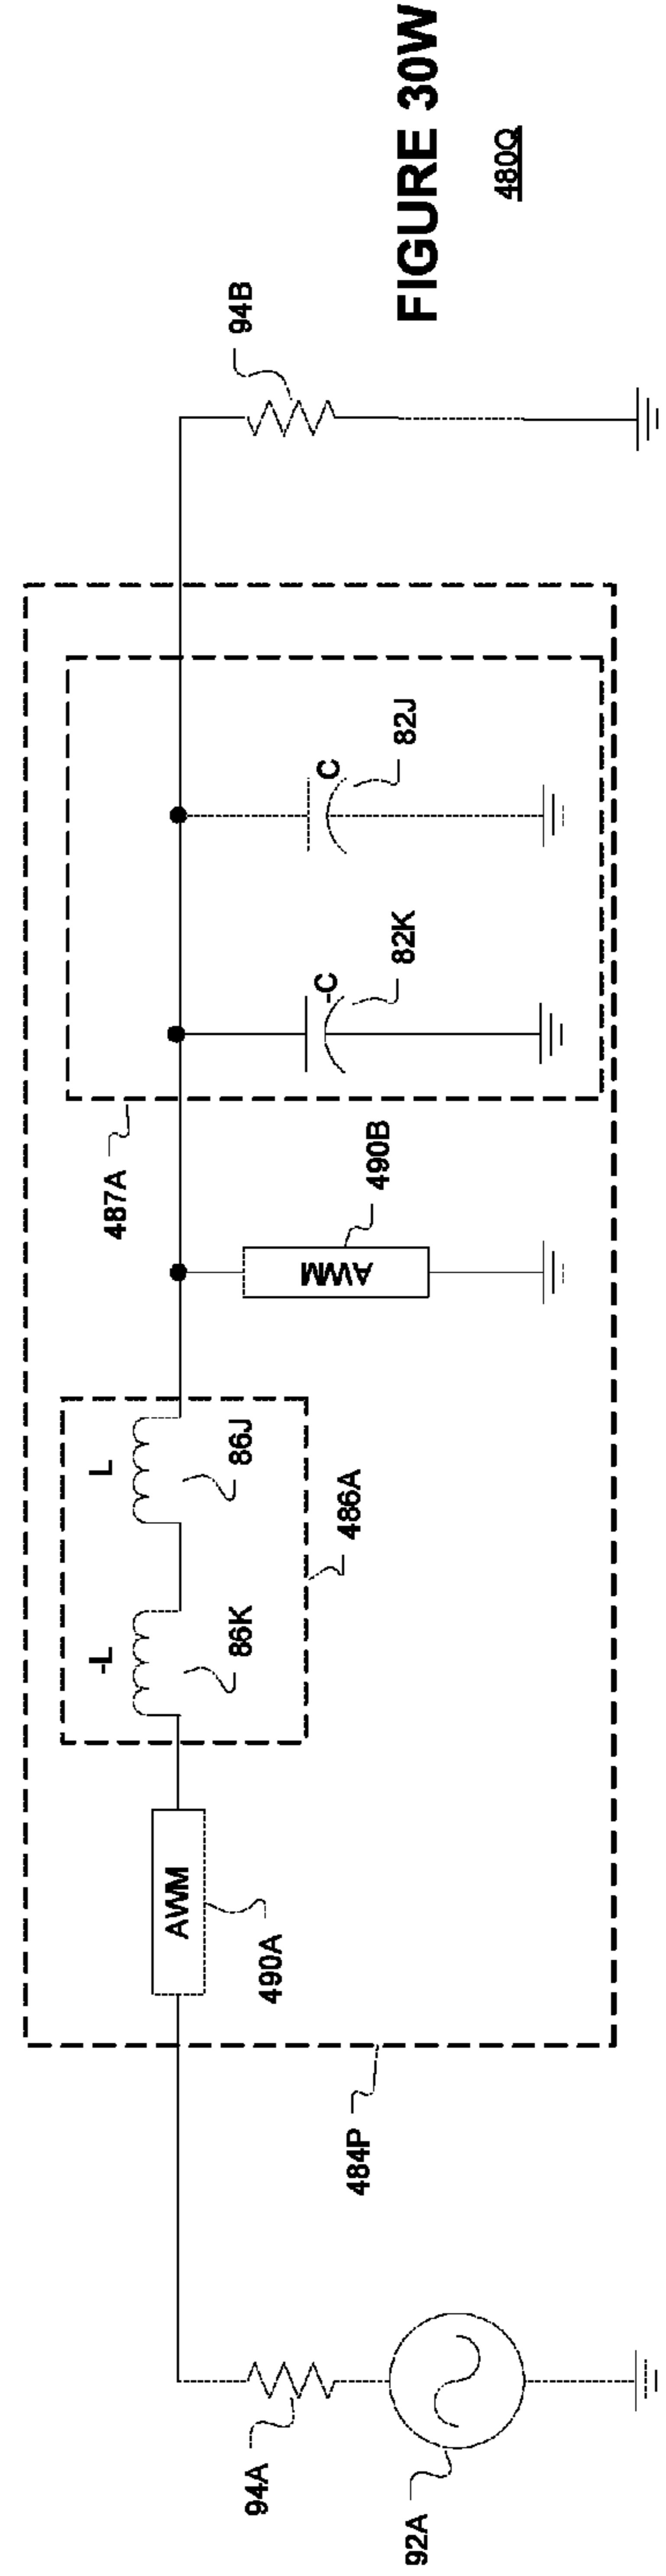 FIGURE 30W
480Q
94B
C
82J
-C
82K
487A
AWM
490B
L
86J
-L
86K
486A
AWM
490A
484P
94A
92A